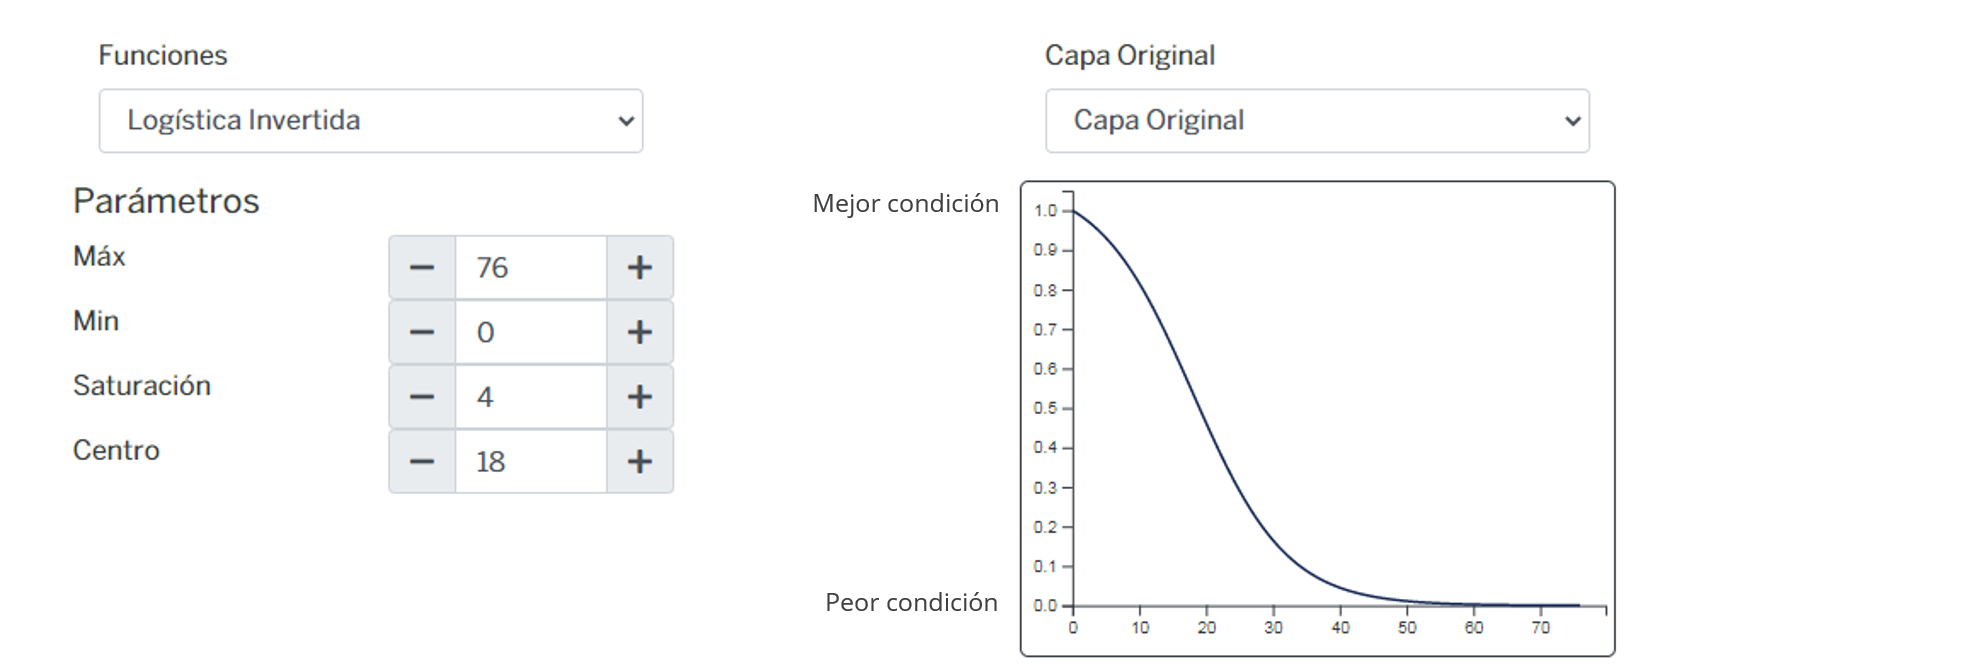 Funciones
Logística Invertida
Parámetros
Máx
76
Min
0
Saturación
4
Centro
18
Capa Original
Capa Original
Mejor condición
Peor condición
1.0
0.9
0.8
0.7
0.6
0.5
0.4
0.3
0.2
0.1
0.0
0 10 20 30 40 50 60 70